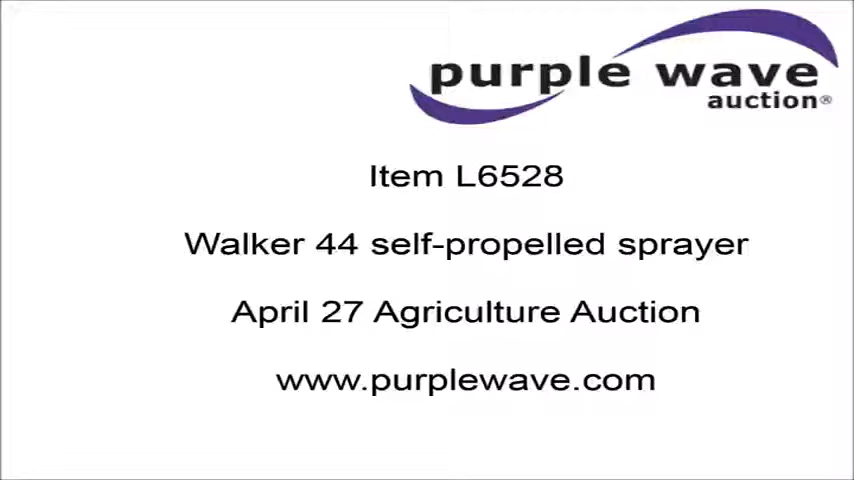 purple wave
auction®
Item L6528
Walker 44 self-propelled sprayer
April 27 Agriculture Auction
www.purplewave.com